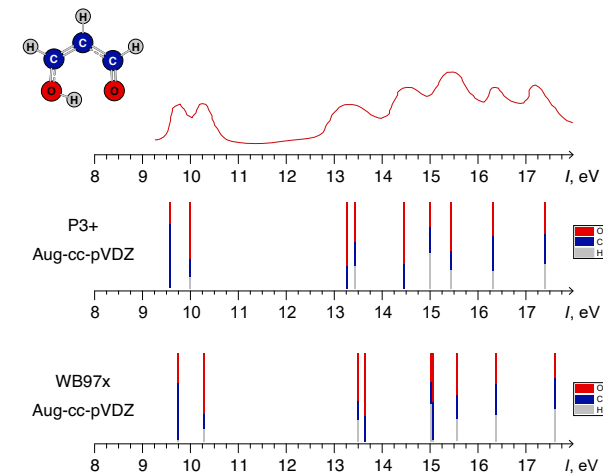 H
H C C C H
O H O
8 9 10 11 12 13 14 15 16 17 I, eV
P3+
Aug-cc-pVDZ
O
C
H
8 9 10 11 12 13 14 15 16 17 I, eV
WB97x
Aug-cc-pVDZ
O
C
H
8 9 10 11 12 13 14 15 16 17 I, eV